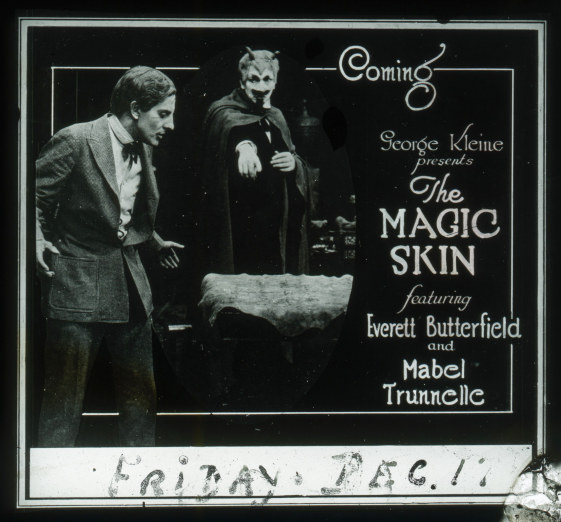 Coming
George Kleine
presents
The
MAGIC
SKIN
featuring
Everett Butterfield
and
Mabel
Trunnelle
FRIDAY. DEC. 17